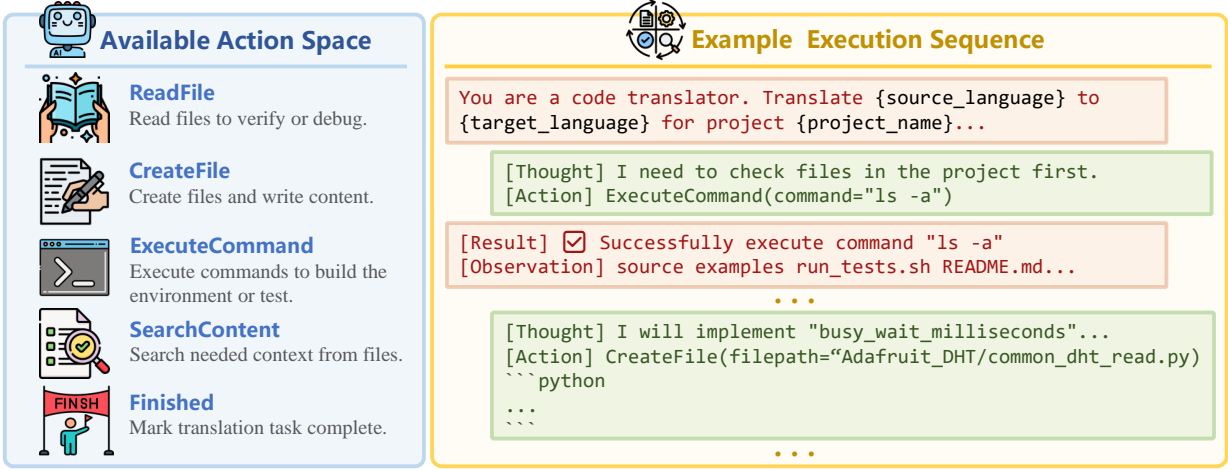 AI
Available Action Space
ReadFile
Read files to verify or debug.
CreateFile
Create files and write content.
ExecuteCommand
Execute commands to build the
environment or test.
SearchContent
Search needed context from files.
FINSH
Finished
Mark translation task complete.
Example Execution Sequence
You are a code translator. Translate {source_language} to
{target_language} for project {project_name}...
[Thought] I need to check files in the project first.
[Action] ExecuteCommand(command="ls -a")
[Result] ☑ Successfully execute command "ls -a"
[Observation] source examples run_tests.sh README.md...
...
[Thought] I will implement "busy_wait_milliseconds"...
[Action] CreateFile(filepath=“Adafruit_DHT/common_dht_read.py)
```python
...
```
...